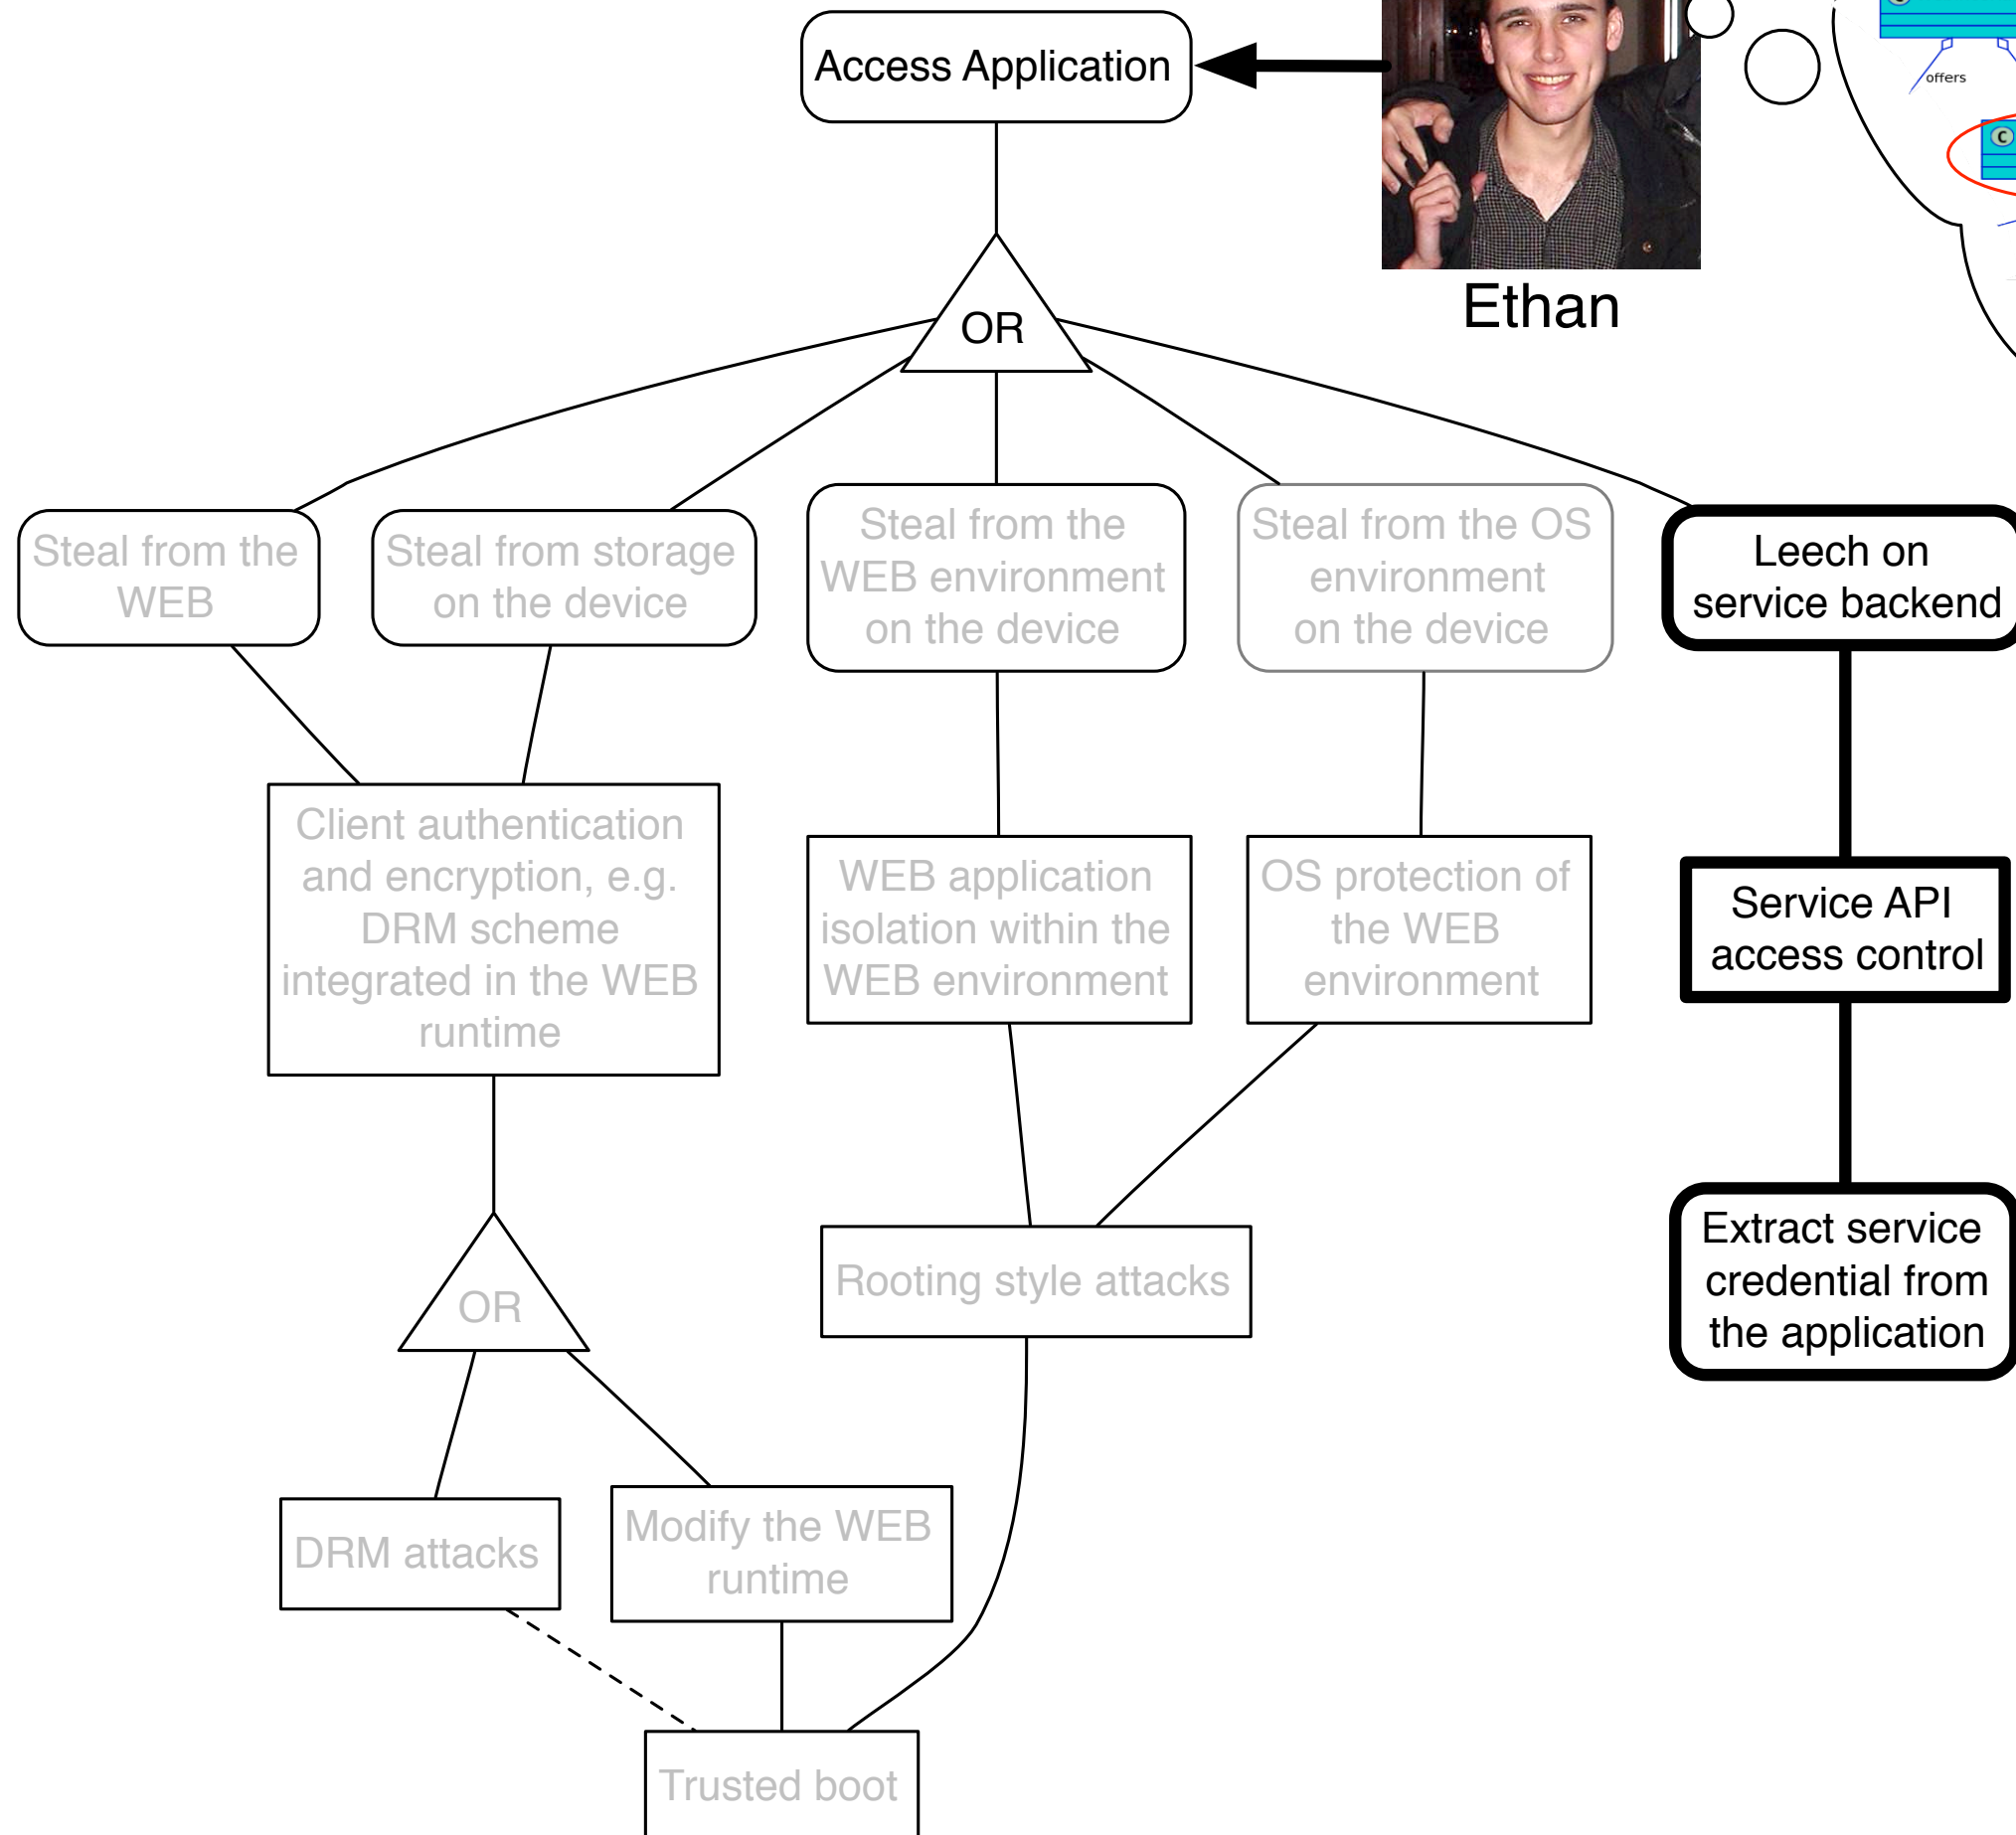 Access Application
offers
C
Ethan
OR
Steal from the
WEB
Steal from storage
on the device
Steal from the
WEB environment
on the device
Steal from the OS
environment
on the device
Leech on
service backend
Client authentication
and encryption, e.g.
DRM scheme
integrated in the WEB
runtime
WEB application
isolation within the
WEB environment
OS protection of
the WEB
environment
Service API
access control
Rooting style attacks
Extract service
credential from
the application
OR
DRM attacks
Modify the WEB
runtime
Trusted boot